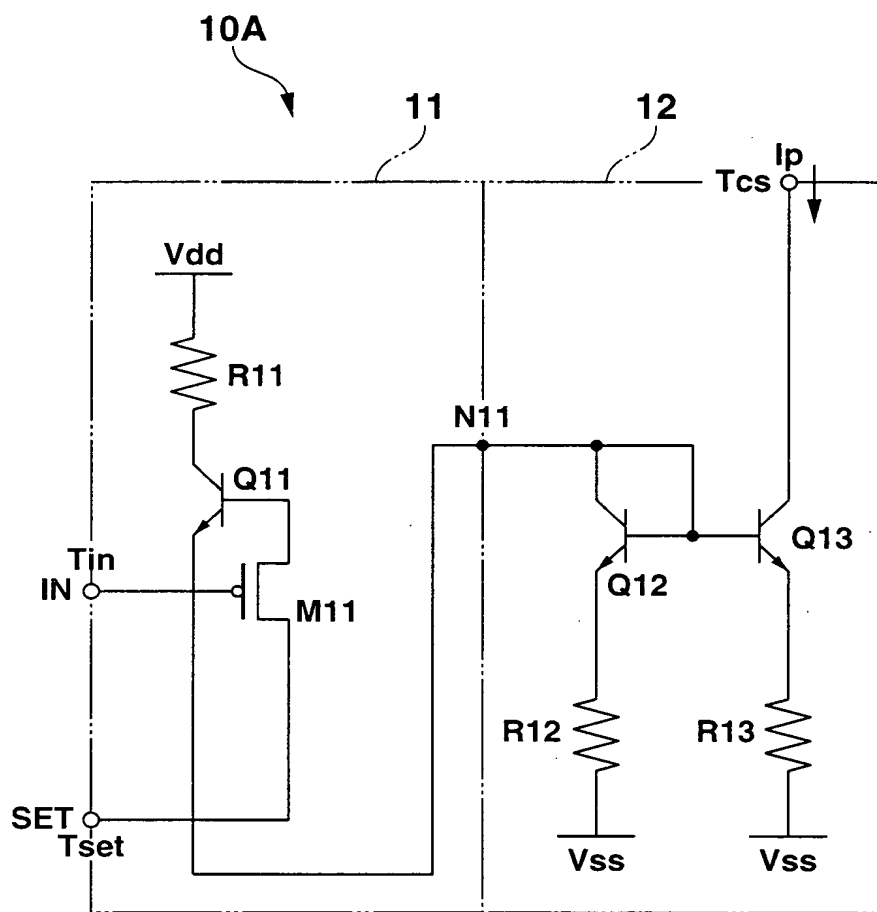 10A
11
12
Ip
Tcs
Vdd
R11
N11
Q11
Tin
IN
M11
Q13
Q12
R12
R13
SET
Tset
Vss
Vss